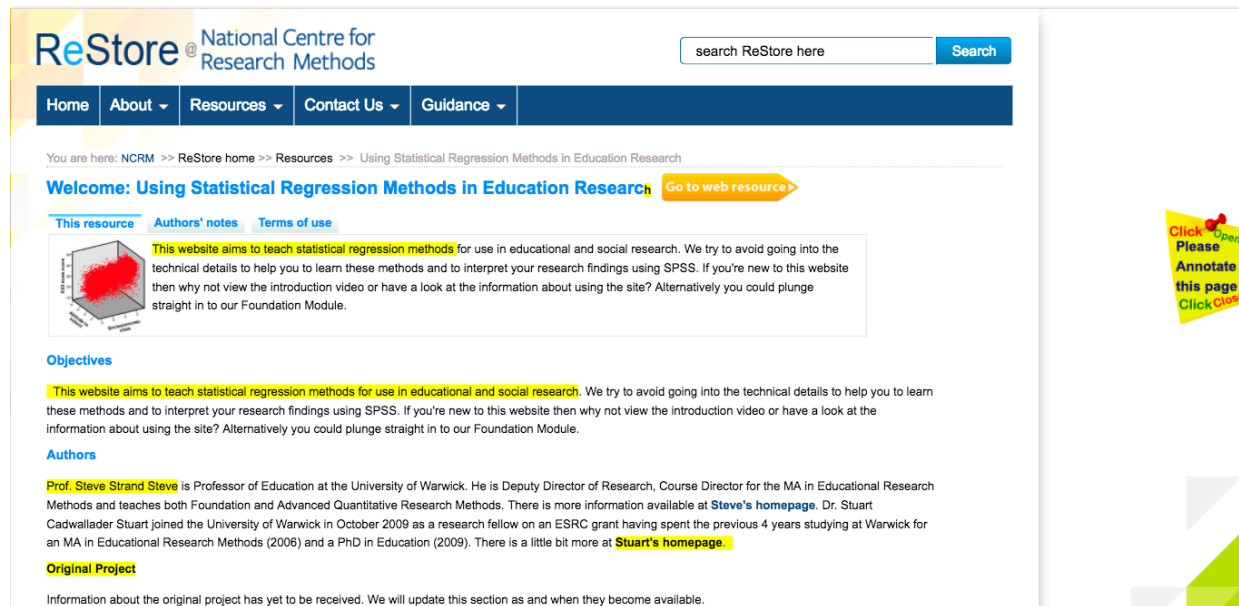 ReStore @ National Centre for
Research Methods
search ReStore here
Search
Home
About
Resources
Contact Us
Guidance
You are here: NCRM >> ReStore home >> Resources >> Using Statistical Regression Methods in Education Research
Welcome: Using Statistical Regression Methods in Education Research
Go to web resource
This resource
Authors' notes
Terms of use
This website aims to teach statistical regression methods for use in educational and social research. We try to avoid going into the
technical details to help you to learn these methods and to interpret your research findings using SPSS. If you're new to this website
then why not view the introduction video or have a look at the information about using the site? Alternatively you could plunge
straight in to our Foundation Module.
Click Open
Please
Annotate
this page
Click Close
Objectives
This website aims to teach statistical regression methods for use in educational and social research. We try to avoid going into the technical details to help you to learn
these methods and to interpret your research findings using SPSS. If you're new to this website then why not view the introduction video or have a look at the
information about using the site? Alternatively you could plunge straight in to our Foundation Module.
Authors
Prof. Steve Strand Steve is Professor of Education at the University of Warwick. He is Deputy Director of Research, Course Director for the MA in Educational Research
Methods and teaches both Foundation and Advanced Quantitative Research Methods. There is more information available at Steve's homepage. Dr. Stuart
Cadwallader Stuart joined the University of Warwick in October 2009 as a research fellow on an ESRC grant having spent the previous 4 years studying at Warwick for
an MA in Educational Research Methods (2006) and a PhD in Education (2009). There is a little bit more at Stuart's homepage.
Original Project
Information about the original project has yet to be received. We will update this section as and when they become available.